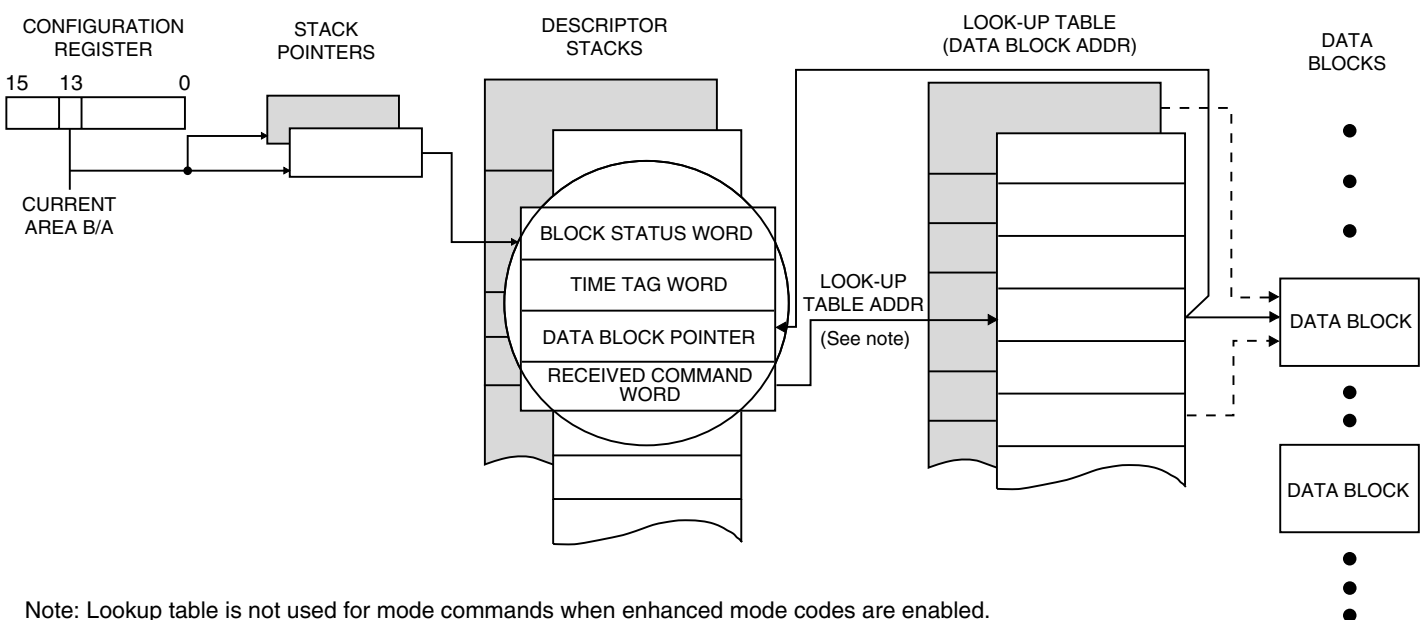 CONFIGURATION
REGISTER
15 13 0
CURRENT
AREA B/A
STACK
POINTERS
DESCRIPTOR
STACKS
BLOCK STATUS WORD
TIME TAG WORD
DATA BLOCK POINTER
RECEIVED COMMAND
WORD
LOOK-UP
TABLE ADDR
(See note)
LOOK-UP TABLE
(DATA BLOCK ADDR)
DATA
BLOCKS
DATA BLOCK
DATA BLOCK
Note: Lookup table is not used for mode commands when enhanced mode codes are enabled.